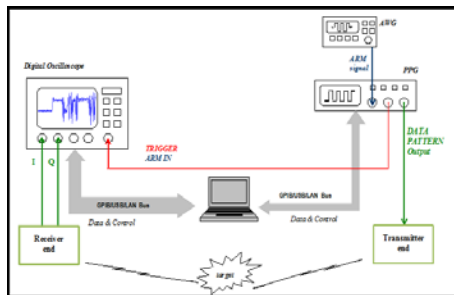 AWG
Digital Oscilloscope
ARM
signal
PPG
TRIGGER
ARM IN
DATA
PATTERN
Output
I
Q
GPIB/USB/LAN Bus
GPIB/USB/LAN Bus
Data & Control
Data & Control
Receiver
end
target
Transmitter
end